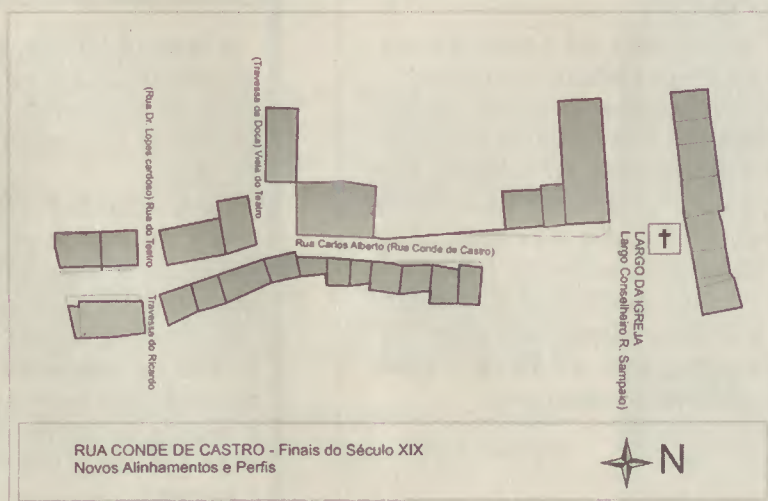 (Rua Dr. Lopes cardoso) Rua do Teatro
(Travessa da Doca) Viela do Teatro
Rua Carlos Alberto (Rua Conde de Castro)
LARGO DA IGREJA
Largo Conselheiro R. Sampaio)
Travessa do Ricardo
RUA CONDE DE CASTRO - Finais do Século XIX
Novos Alinhamentos e Perfis
N